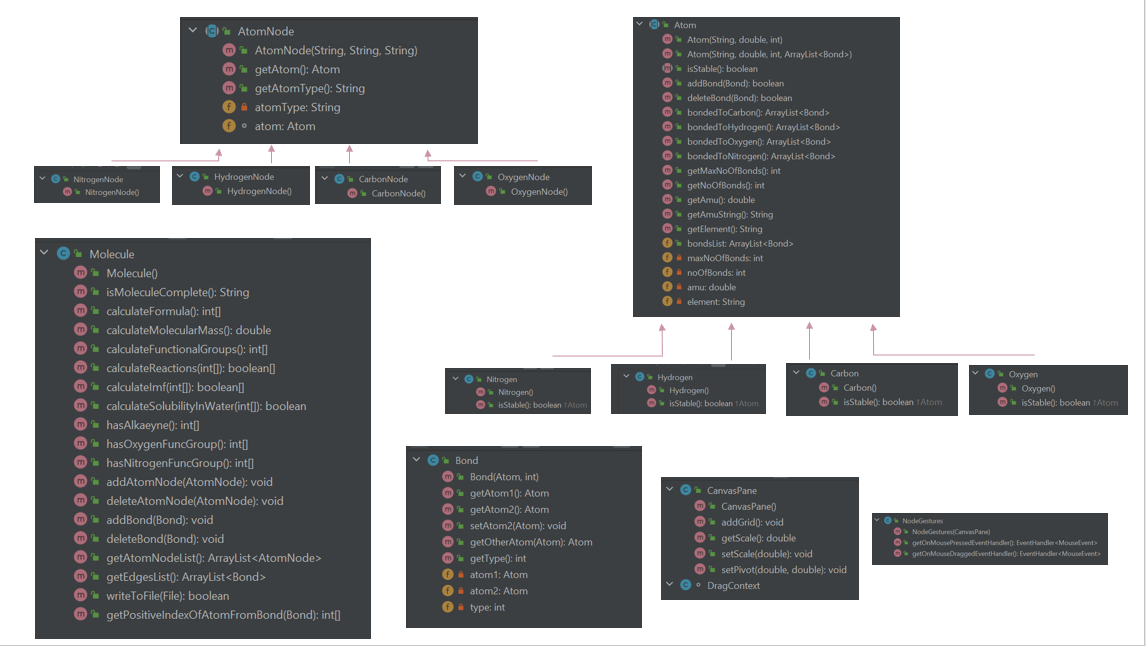 AtomNode
AtomNode(String, String, String)
getAtom(): Atom
getAtomType(): String
atomType: String
atom: Atom
NitrogenNode
NitrogenNode()
HydrogenNode
HydrogenNode()
CarbonNode
CarbonNode()
OxygenNode
OxygenNode()
Atom
Atom(String, double, int)
Atom(String, double, int, ArrayList<Bond>)
isStable(): boolean
addBond(Bond): boolean
deleteBond(Bond): boolean
bondedToCarbon(): ArrayList<Bond>
bondedToHydrogen(): ArrayList<Bond>
bondedToOxygen(): ArrayList<Bond>
bondedToNitrogen(): ArrayList<Bond>
getMaxNoOfBonds(): int
getNoOfBonds(): int
getAmu(): double
getAmuString(): String
getElement(): String
bondsList: ArrayList<Bond>
maxNoOfBonds: int
noOfBonds: int
amu: double
element: String
Molecule
Molecule()
isMoleculeComplete(): String
calculateFormula(): int[]
calculateMolecularMass(): double
calculateFunctionalGroups(): int[]
calculateReactions(int[]): boolean[]
calculateImf(int[]): boolean[]
calculateSolubilityInWater(int[]): boolean
hasAlkaeyne(): int[]
hasOxygenFuncGroup(): int[]
hasNitrogenFuncGroup(): int[]
addAtomNode(AtomNode): void
deleteAtomNode(AtomNode): void
addBond(Bond): void
deleteBond(Bond): void
getAtomNodeList(): ArrayList<AtomNode>
getEdgesList(): ArrayList<Bond>
writeToFile(File): boolean
getPositiveIndexOfAtomFromBond(Bond): int[]
Nitrogen
Nitrogen()
isStable(): boolean ↑Atom
Hydrogen
Hydrogen()
isStable(): boolean ↑Atom
Carbon
Carbon()
isStable(): boolean ↑Atom
Oxygen
Oxygen()
isStable(): boolean ↑Atom
Bond
Bond(Atom, int)
getAtom1(): Atom
getAtom2(): Atom
setAtom2(Atom): void
getOtherAtom(Atom): Atom
getType(): int
atom1: Atom
atom2: Atom
type: int
CanvasPane
CanvasPane()
addGrid(): void
getScale(): double
setScale(double): void
setPivot(double, double): void
DragContext
NodeGestures
NodeGestures(CanvasPane)
getOnMousePressedEventHandler(): EventHandler<MouseEvent>
getOnMouseDraggedEventHandler(): EventHandler<MouseEvent>